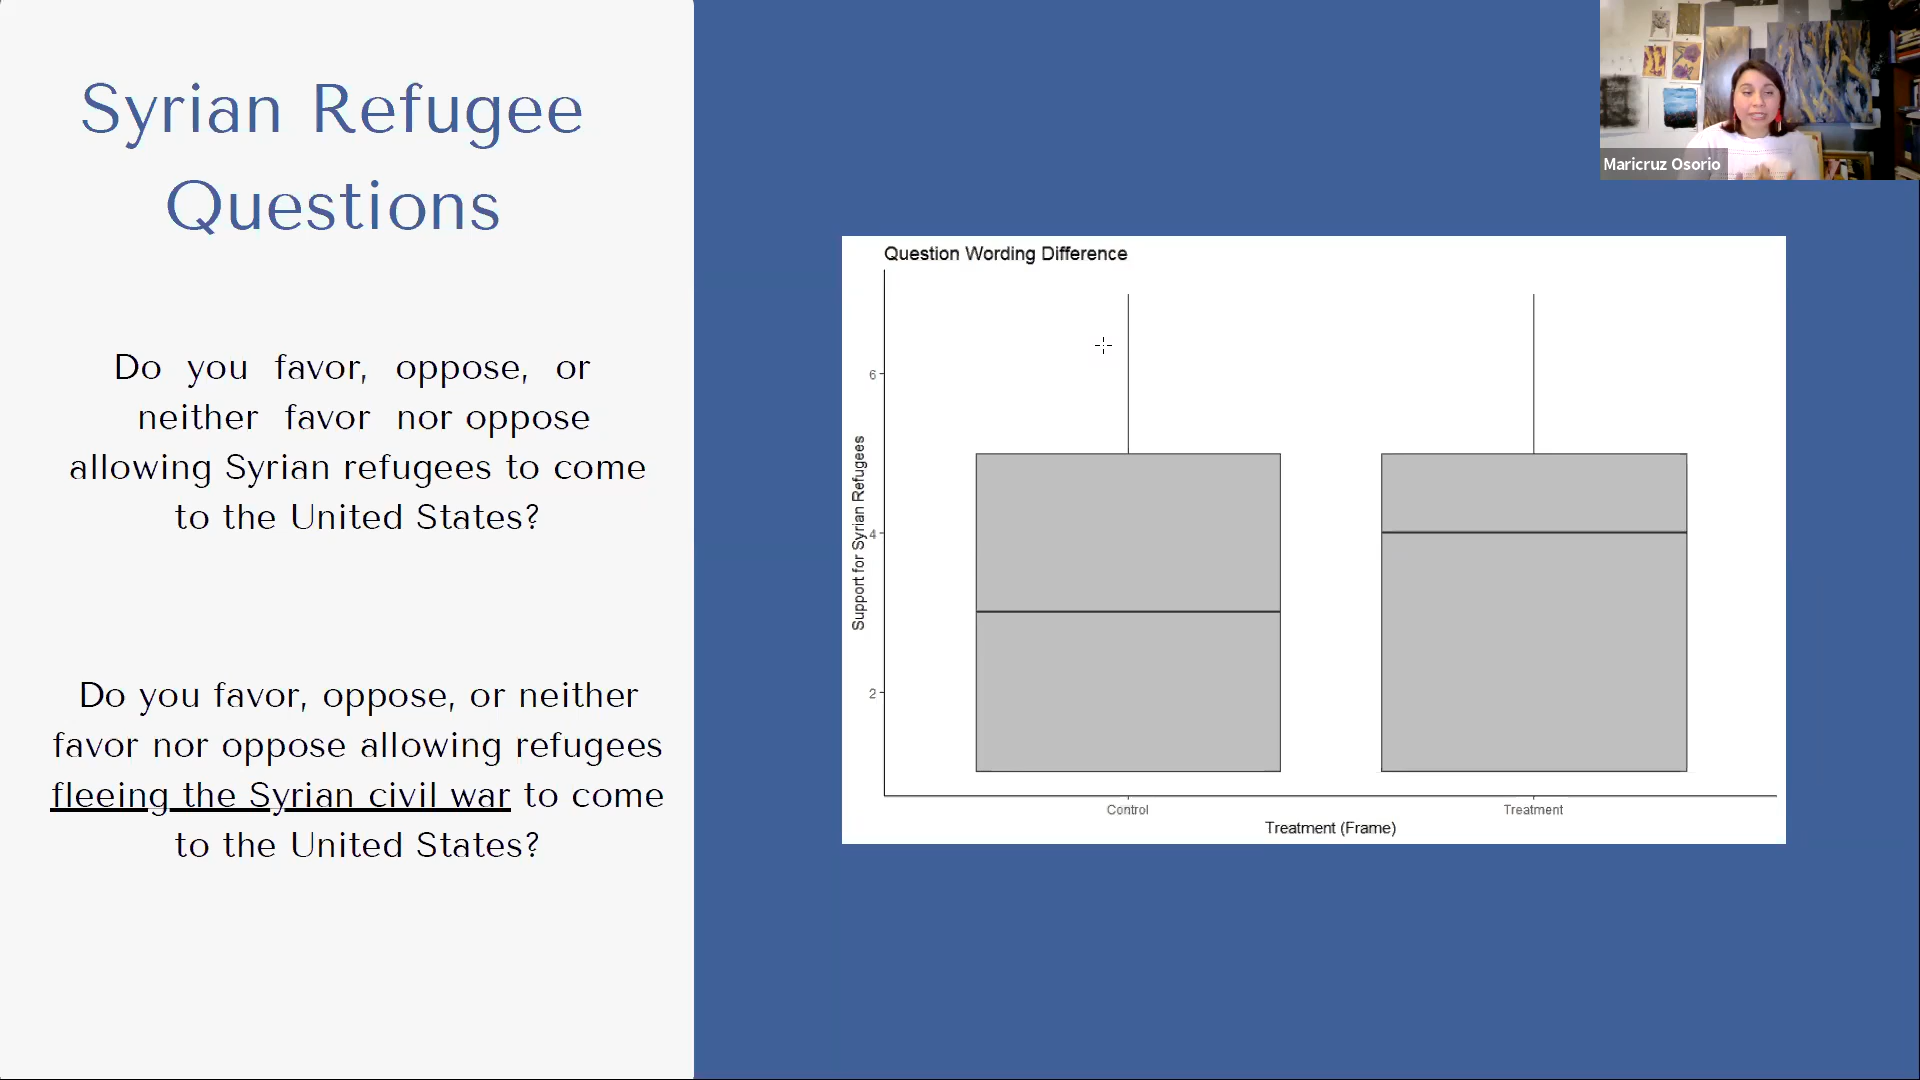 Syrian Refugee
Questions
Do you favor, oppose, or
neither favor nor oppose
allowing Syrian refugees to come
to the United States?
Do you favor, oppose, or neither
favor nor oppose allowing refugees
fleeing the Syrian civil war to come
to the United States?
Maricruz Osorio
Question Wording Difference
Support for Syrian Refugees
6
4
2
Control
Treatment
Treatment (Frame)